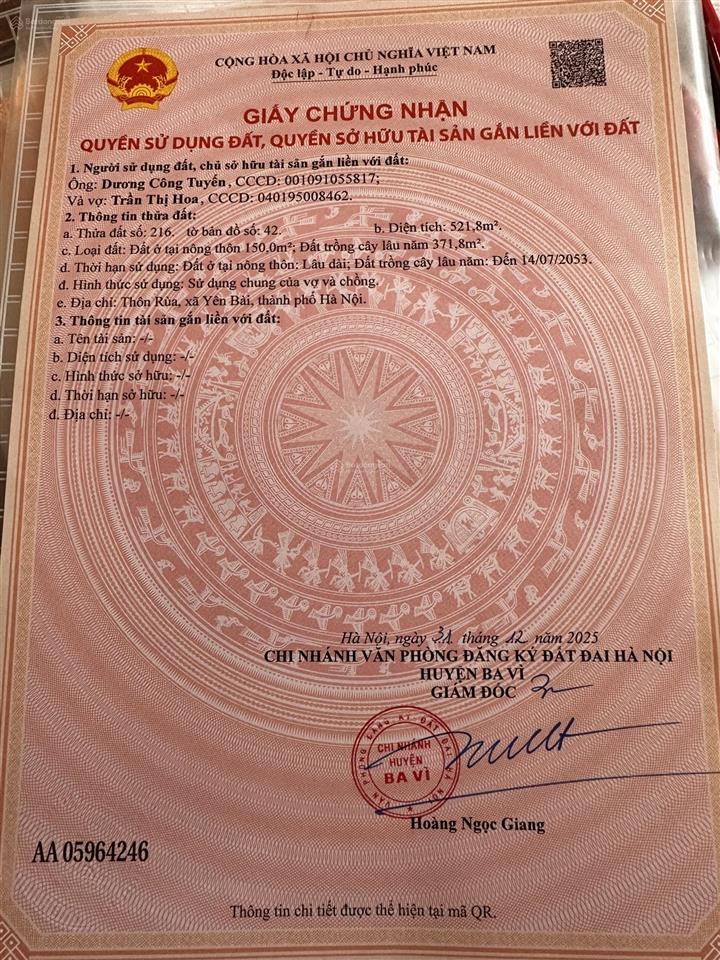 CỘNG HÒA XÃ HỘI CHỦ NGHĨA VIỆT NAM
Độc lập - Tự do - Hạnh phúc
GIẤY CHỨNG NHẬN
QUYỀN SỬ DỤNG ĐẤT, QUYỀN SỞ HỮU TÀI SẢN GẮN LIỀN VỚI ĐẤT
1. Người sử dụng đất, chủ sở hữu tài sản gắn liền với đất:
Ông: Dương Công Tuyến, CCCD: 001091055817;
Và vợ: Trần Thị Hoa, CCCD: 040195008462.
2. Thông tin thửa đất:
a. Thửa đất số: 216. tờ bản đồ số: 42. b. Diện tích: 521,8m².
c. Loại đất: Đất ở tại nông thôn 150,0m²; Đất trồng cây lâu năm 371,8m².
d. Thời hạn sử dụng: Đất ở tại nông thôn: Lâu dài; Đất trồng cây lâu năm: Đến 14/07/2053.
đ. Hình thức sử dụng: Sử dụng chung của vợ và chồng.
e. Địa chỉ: Thôn Rùa, xã Yên Bài, thành phố Hà Nội.
3. Thông tin tài sản gắn liền với đất:
a. Tên tài sản: -/-
b. Diện tích sử dụng: -/-
c. Hình thức sở hữu: -/-
d. Thời hạn sở hữu: -/-
đ. Địa chỉ: -/-
Hà Nội, ngày 31 tháng 12 năm 2025
CHI NHÁNH VĂN PHÒNG ĐĂNG KÝ ĐẤT ĐAI HÀ NỘI
HUYỆN BA VÌ
GIÁM ĐỐC
VĂN PHÒNG ĐĂNG KÝ ĐẤT ĐAI HÀ NỘI
CHI NHÁNH
HUYỆN
BA VÌ
Hoàng Ngọc Giang
AA 05964246
Thông tin chi tiết được thể hiện tại mã QR.